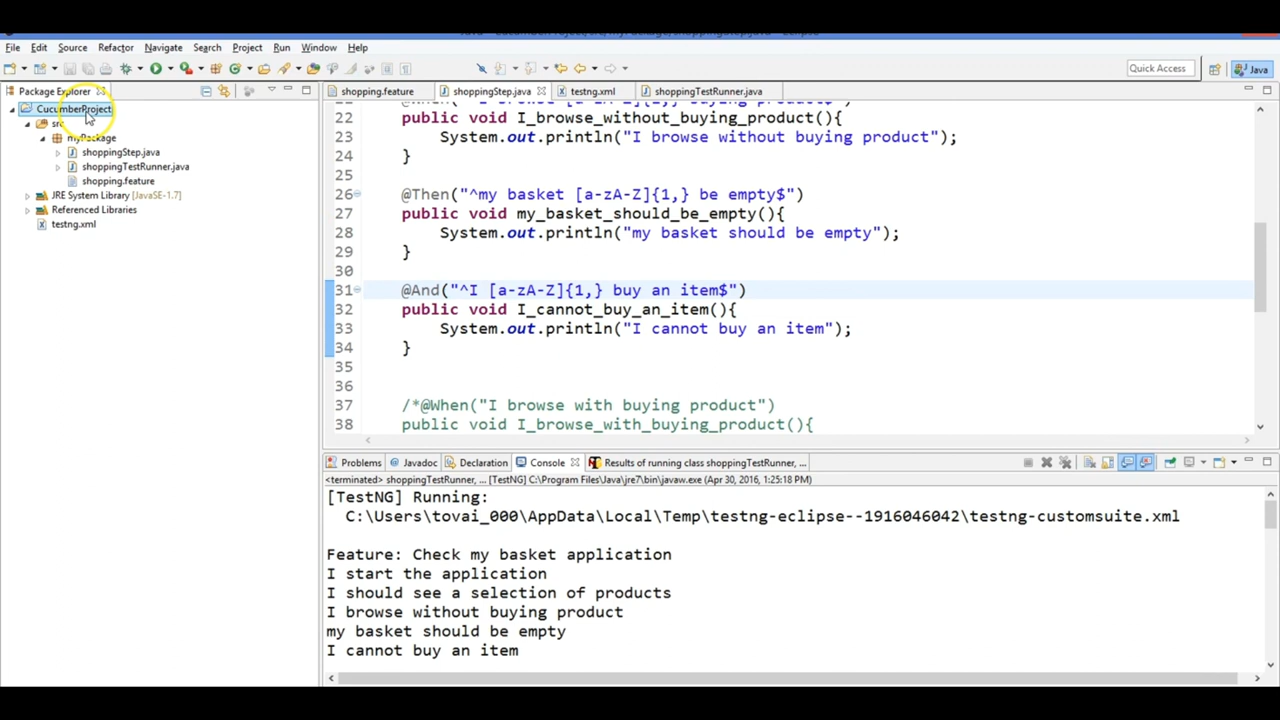 File Edit Source Refactor Navigate Search Project Run Window Help
Quick Access
Java
Package Explorer
CucumberProject
src
myPackage
shoppingStep.java
shoppingTestRunner.java
shopping.feature
JRE System Library [JavaSE-1.7]
Referenced Libraries
testng.xml
shopping.feature shoppingStep.java testng.xml shoppingTestRunner.java
22 public void I_browse_without_buying_product(){
23 System.out.println("I browse without buying product");
24 }
25
26 @Then("^my basket [a-zA-Z]{1,} be empty$")
27 public void my_basket_should_be_empty(){
28 System.out.println("my basket should be empty");
29 }
30
31 @And("^I [a-zA-Z]{1,} buy an item$")
32 public void I_cannot_buy_an_item(){
33 System.out.println("I cannot buy an item");
34 }
35
36
37 /*@When("I browse with buying product")
38 public void I_browse_with_buying_product(){
Problems Javadoc Declaration Console Results of running class shoppingTestRunner, ...
<terminated> shoppingTestRunner, ... [TestNG] C:\Program Files\Java\jre7\bin\javaw.exe (Apr 30, 2016, 1:25:18 PM)
[TestNG] Running:
C:\Users\tovai_000\AppData\Local\Temp\testng-eclipse--1916046042\testng-customsuite.xml
Feature: Check my basket application
I start the application
I should see a selection of products
I browse without buying product
my basket should be empty
I cannot buy an item